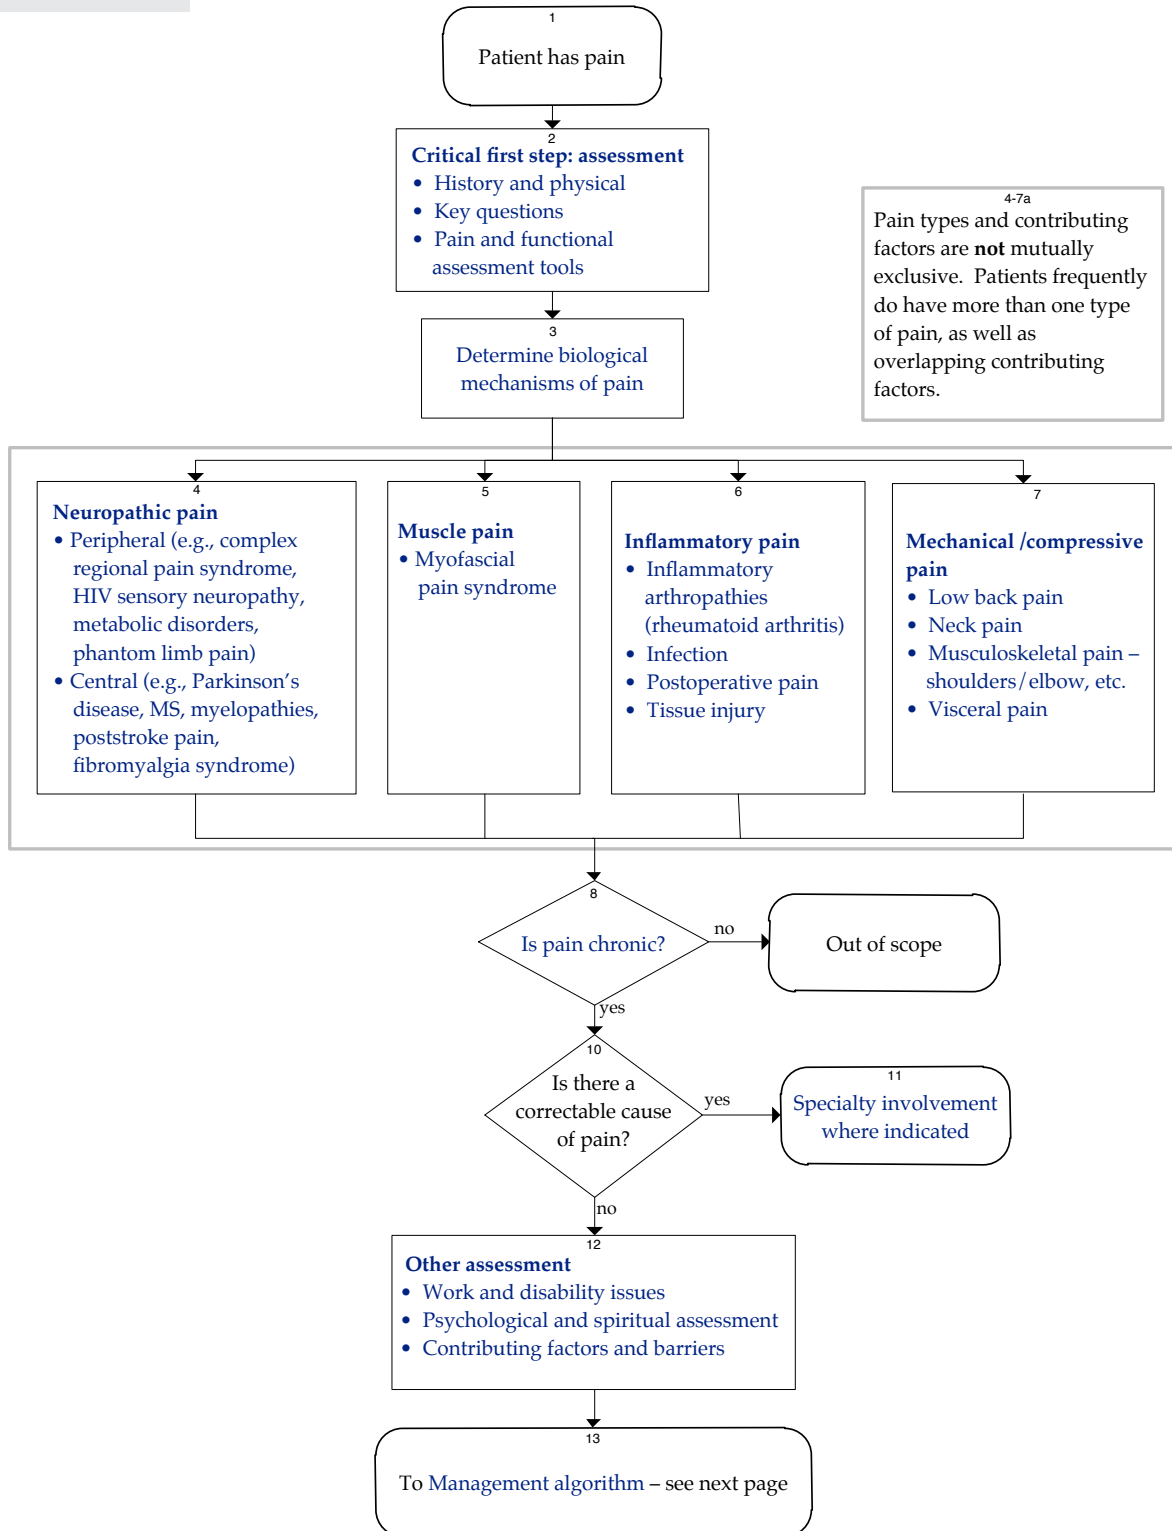 1
Patient has pain
2
Critical first step: assessment
• History and physical
• Key questions
• Pain and functional
assessment tools
4-7a
Pain types and contributing
factors are not mutually
exclusive.  Patients frequently
do have more than one type
of pain, as well as
overlapping contributing
factors.
3
Determine biological
mechanisms of pain
4
Neuropathic pain
• Peripheral (e.g., complex
regional pain syndrome,
HIV sensory neuropathy,
metabolic disorders,
phantom limb pain)
• Central (e.g., Parkinson's
disease, MS, myelopathies,
poststroke pain,
fibromyalgia syndrome)
5
Muscle pain
• Myofascial
pain syndrome
6
Inflammatory pain
• Inflammatory
arthropathies
(rheumatoid arthritis)
• Infection
• Postoperative pain
• Tissue injury
7
Mechanical /compressive
pain
• Low back pain
• Neck pain
• Musculoskeletal pain –
shoulders/elbow, etc.
• Visceral pain
8
Is pain chronic?
no
Out of scope
yes
10
Is there a
correctable cause
of pain?
yes
11
Specialty involvement
where indicated
no
12
Other assessment
• Work and disability issues
• Psychological and spiritual assessment
• Contributing factors and barriers
13
To Management algorithm – see next page